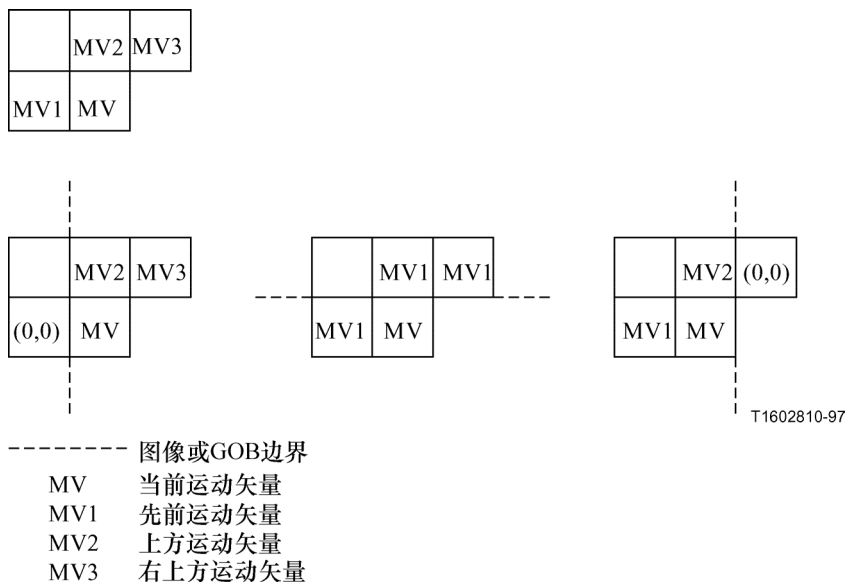 MV2 MV3
MV1 MV
MV2 MV3
(0,0) MV
MV1 MV1
MV1 MV
MV2 (0,0)
MV1 MV
T1602810-97
图像或GOB边界
MV 当前运动矢量
MV1 先前运动矢量
MV2 上方运动矢量
MV3 右上方运动矢量